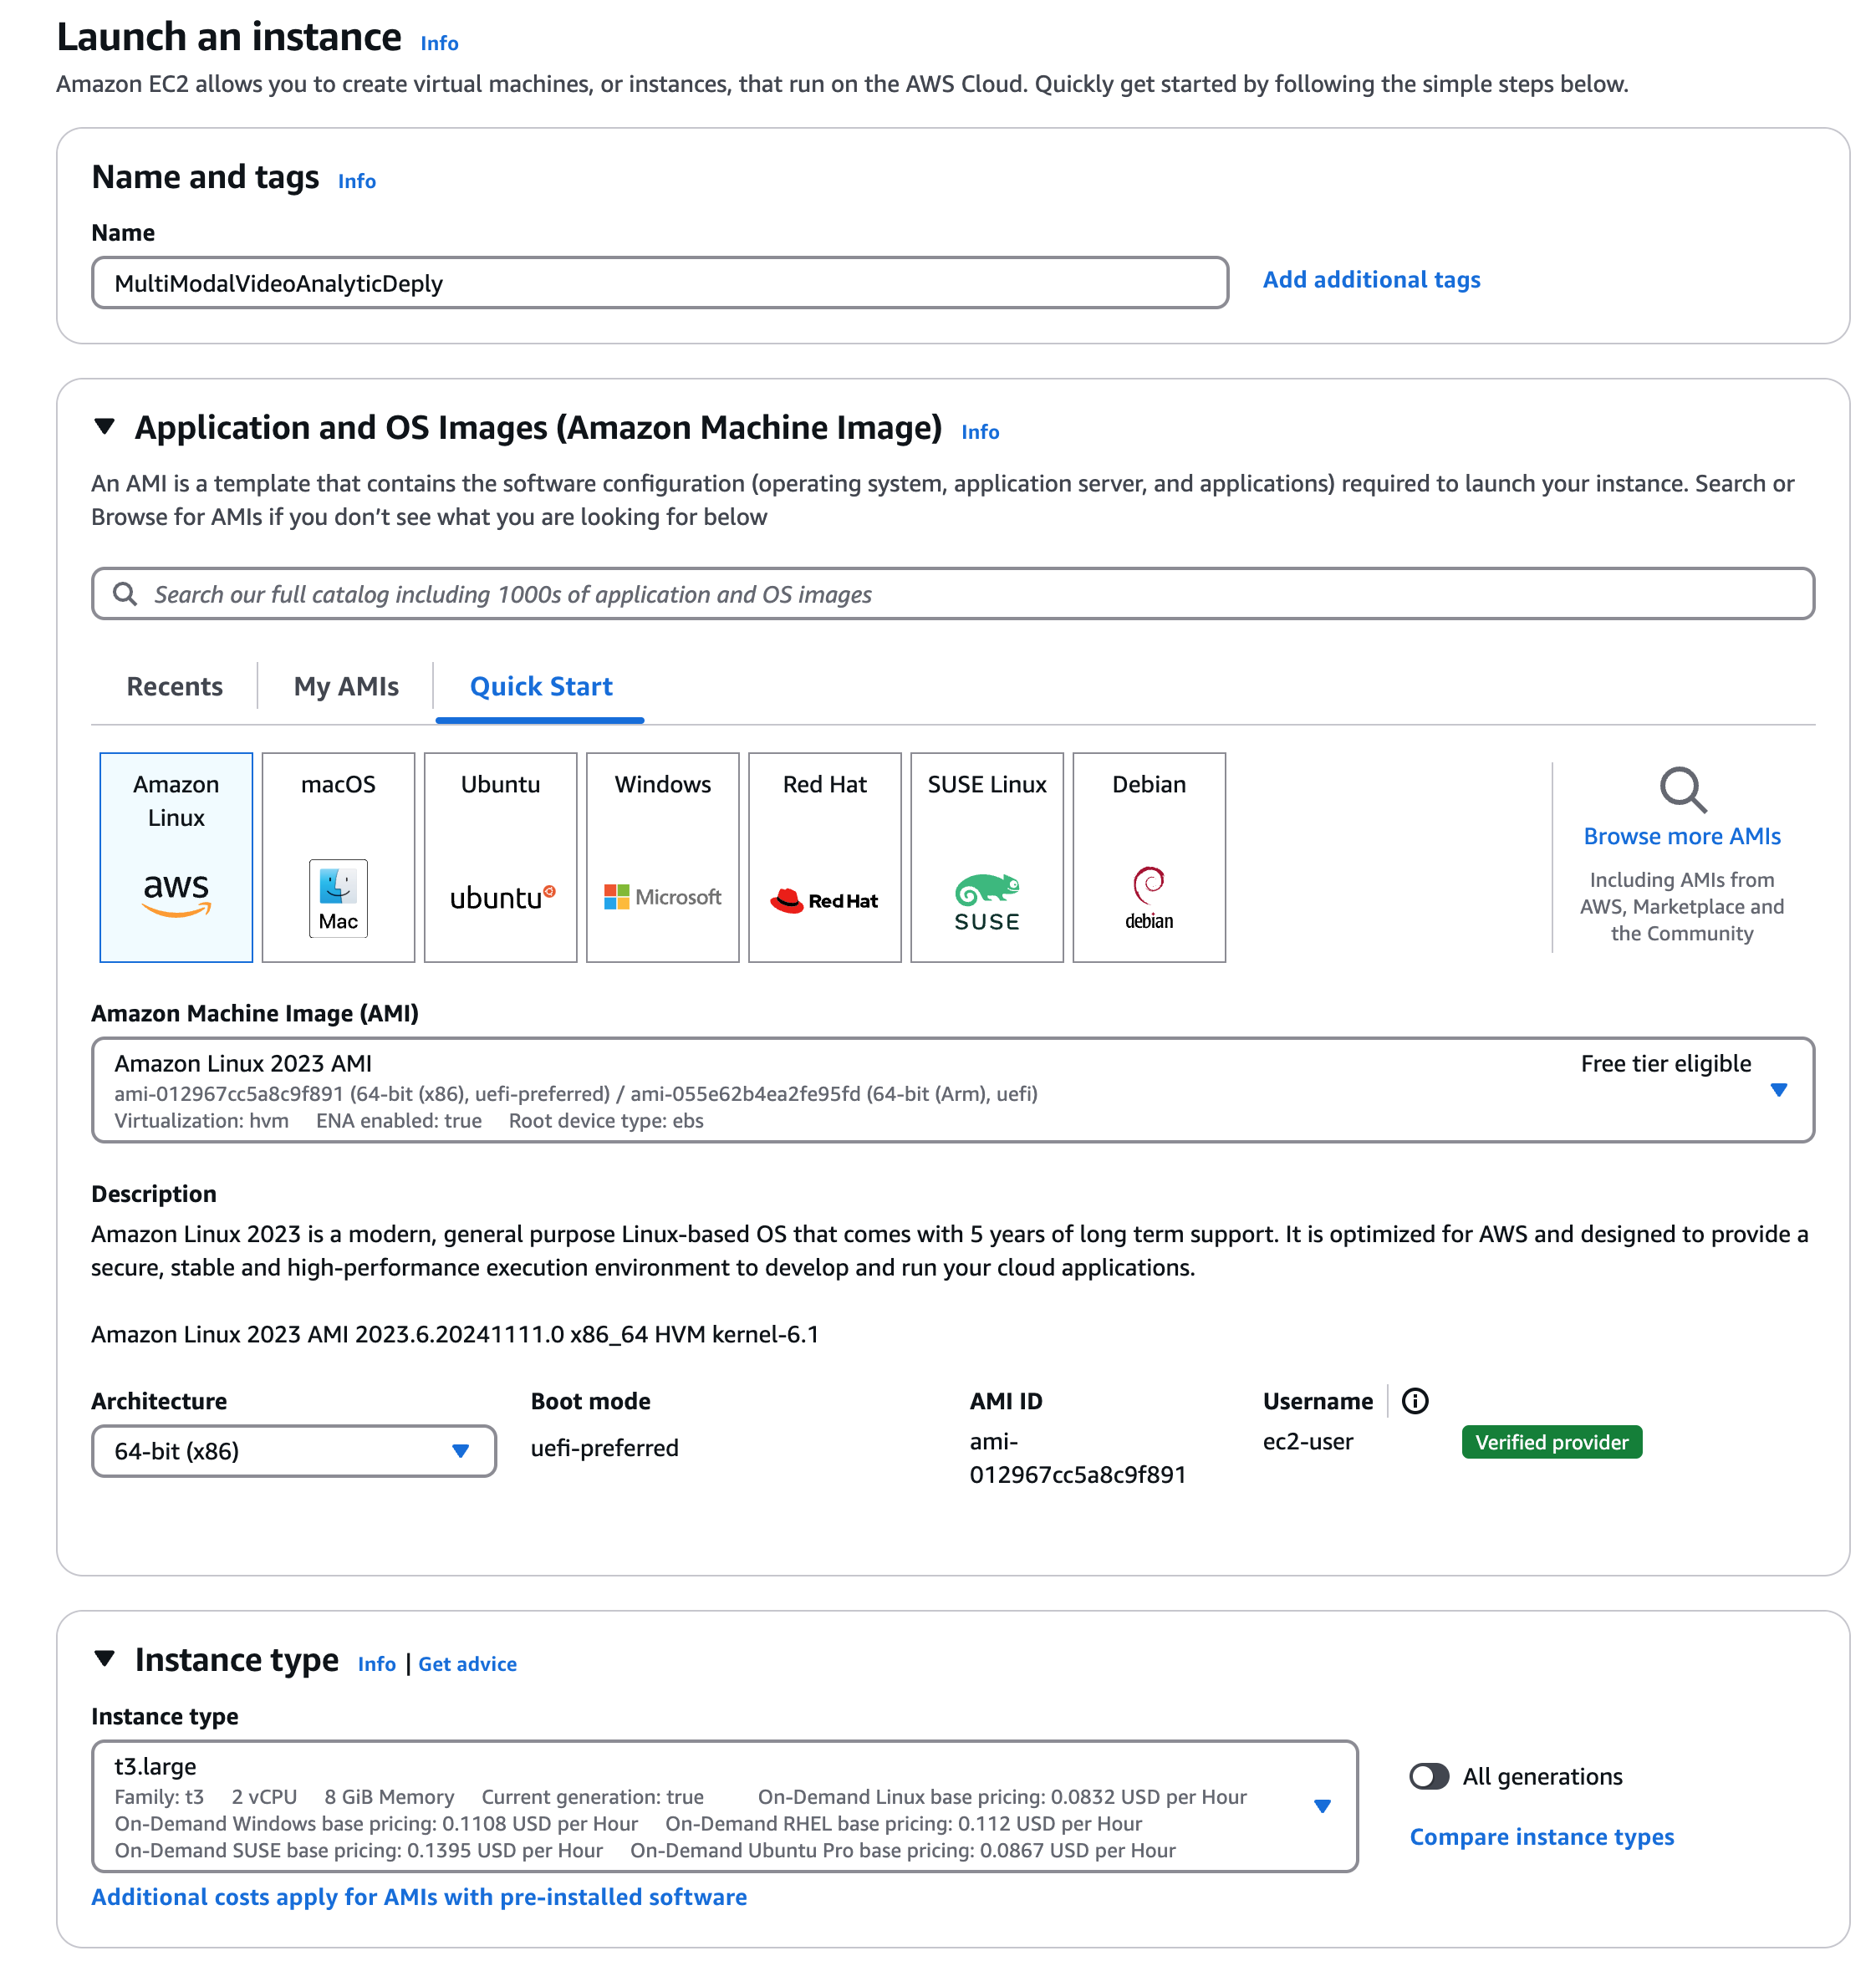 Launch an instance Info
Amazon EC2 allows you to create virtual machines, or instances, that run on the AWS Cloud. Quickly get started by following the simple steps below.
Name and tags Info
Name
MultiModalVideoAnalyticDeply
Add additional tags
Application and OS Images (Amazon Machine Image) Info
An AMI is a template that contains the software configuration (operating system, application server, and applications) required to launch your instance. Search or
Browse for AMIs if you don’t see what you are looking for below
Search our full catalog including 1000s of application and OS images
Recents My AMIs Quick Start
Amazon
Linux
aws
macOS
Mac
Ubuntu
ubuntu
Windows
Microsoft
Red Hat
Red Hat
SUSE Linux
SUSE
Debian
debian
Browse more AMIs
Including AMIs from
AWS, Marketplace and
the Community
Amazon Machine Image (AMI)
Amazon Linux 2023 AMI Free tier eligible
ami-012967cc5a8c9f891 (64-bit (x86), uefi-preferred) / ami-055e62b4ea2fe95fd (64-bit (Arm), uefi)
Virtualization: hvm ENA enabled: true Root device type: ebs
Description
Amazon Linux 2023 is a modern, general purpose Linux-based OS that comes with 5 years of long term support. It is optimized for AWS and designed to provide a
secure, stable and high-performance execution environment to develop and run your cloud applications.
Amazon Linux 2023 AMI 2023.6.20241111.0 x86_64 HVM kernel-6.1
Architecture
64-bit (x86)
Boot mode
uefi-preferred
AMI ID
ami-
012967cc5a8c9f891
Username
ec2-user
Verified provider
Instance type Info | Get advice
Instance type
t3.large
Family: t3 2 vCPU 8 GiB Memory Current generation: true On-Demand Linux base pricing: 0.0832 USD per Hour
On-Demand Windows base pricing: 0.1108 USD per Hour On-Demand RHEL base pricing: 0.112 USD per Hour
On-Demand SUSE base pricing: 0.1395 USD per Hour On-Demand Ubuntu Pro base pricing: 0.0867 USD per Hour
All generations
Compare instance types
Additional costs apply for AMIs with pre-installed software